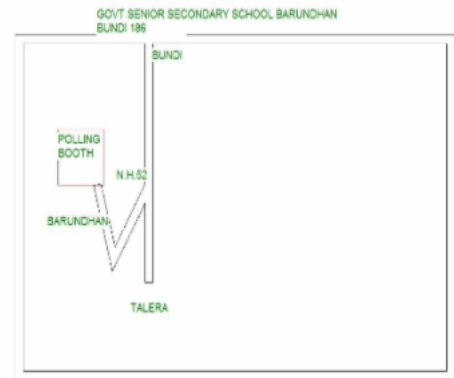 GOVT SENIOR SECONDARY SCHOOL BARUNDHAN
BUNDI 186
BUNDI
POLLING
BOOTH
N.H.52
BARUNDHAN
TALERA